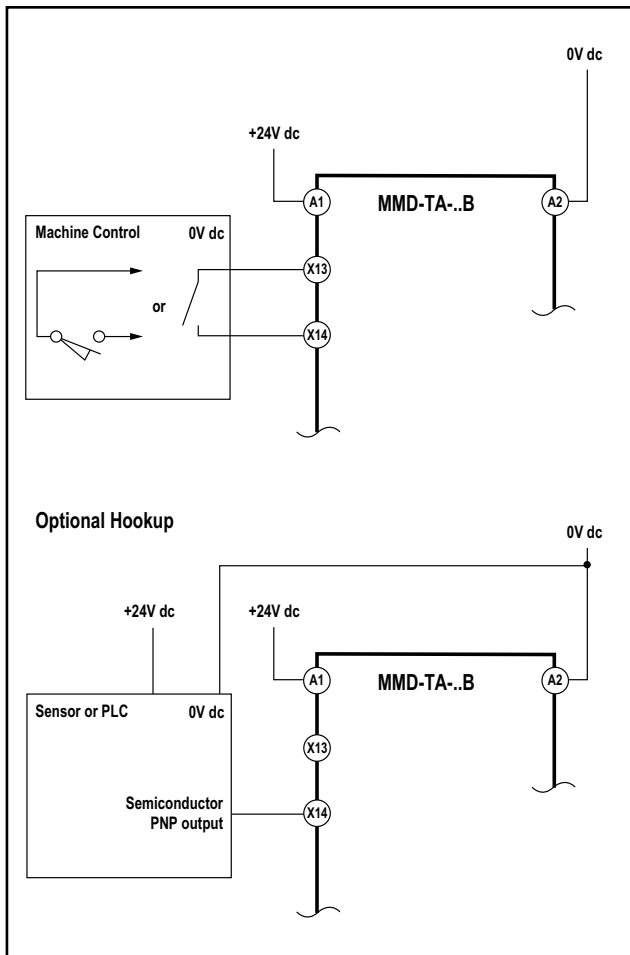 0V dc
+24V dc
A1
MMD-TA-..B
A2
Machine Control
0V dc
X13
or
X14
Optional Hookup
0V dc
+24V dc
+24V dc
A1
MMD-TA-..B
A2
Sensor or PLC
0V dc
X13
Semiconductor
PNP output
X14